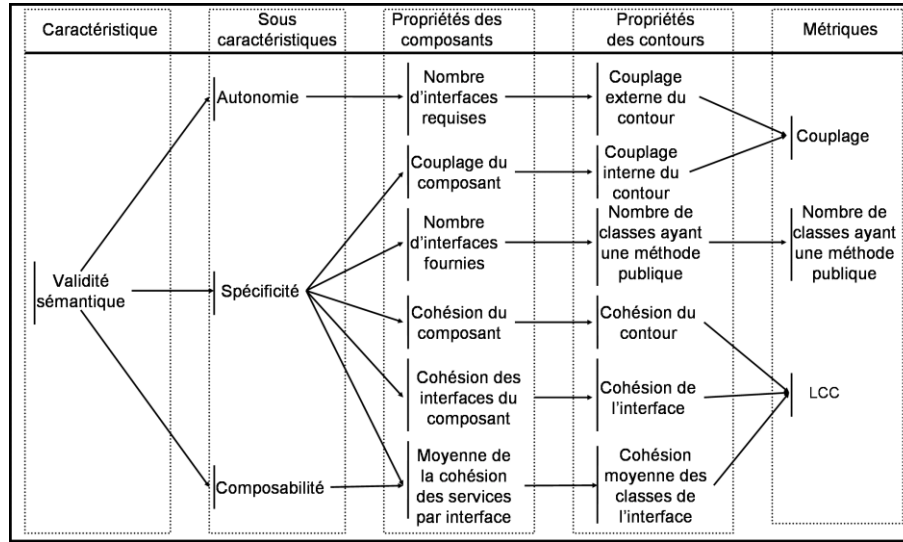 Caractéristique
Sous
caractéristiques
Propriétés des
composants
Propriétés
des contours
Métriques
Validité
sémantique
Autonomie
Spécificité
Composabilité
Nombre
d'interfaces
requises
Couplage du
composant
Nombre
d'interfaces
fournies
Cohésion du
composant
Cohésion des
interfaces du
composant
Moyenne de
la cohésion
des services
par interface
Couplage
externe du
contour
Couplage
interne du
contour
Nombre de
classes ayant
une méthode
publique
Cohésion du
contour
Cohésion de
l'interface
Cohésion
moyenne des
classes de
l'interface
Couplage
Nombre de
classes ayant
une méthode
publique
LCC